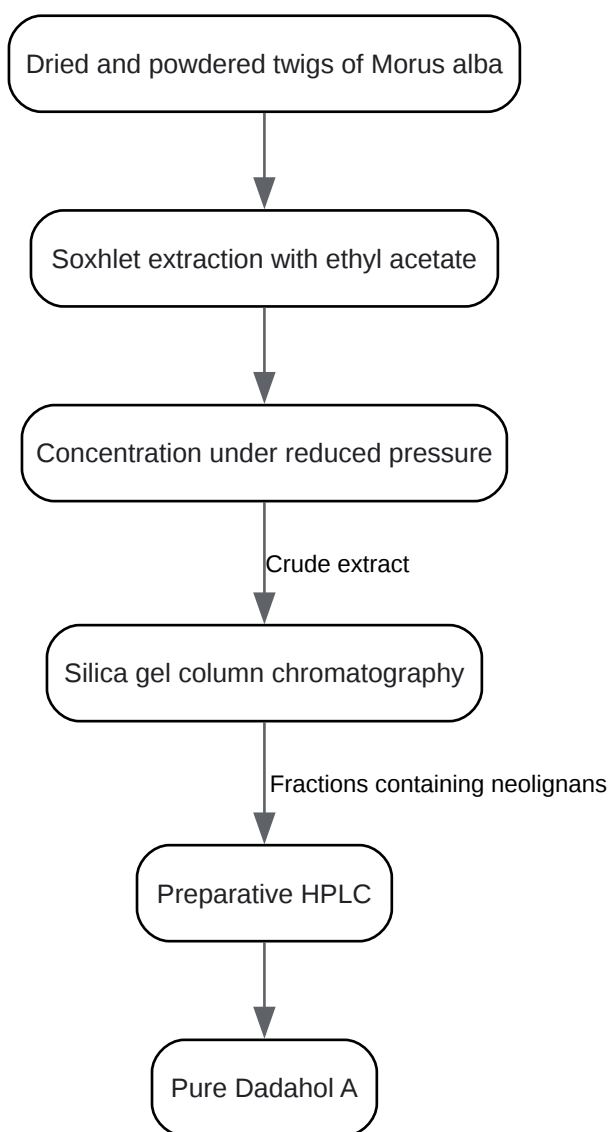 Dried and powdered twigs of Morus alba
Soxhlet extraction with ethyl acetate
Concentration under reduced pressure
Crude extract
Silica gel column chromatography
Fractions containing neolignans
Preparative HPLC
Pure Dadahol A